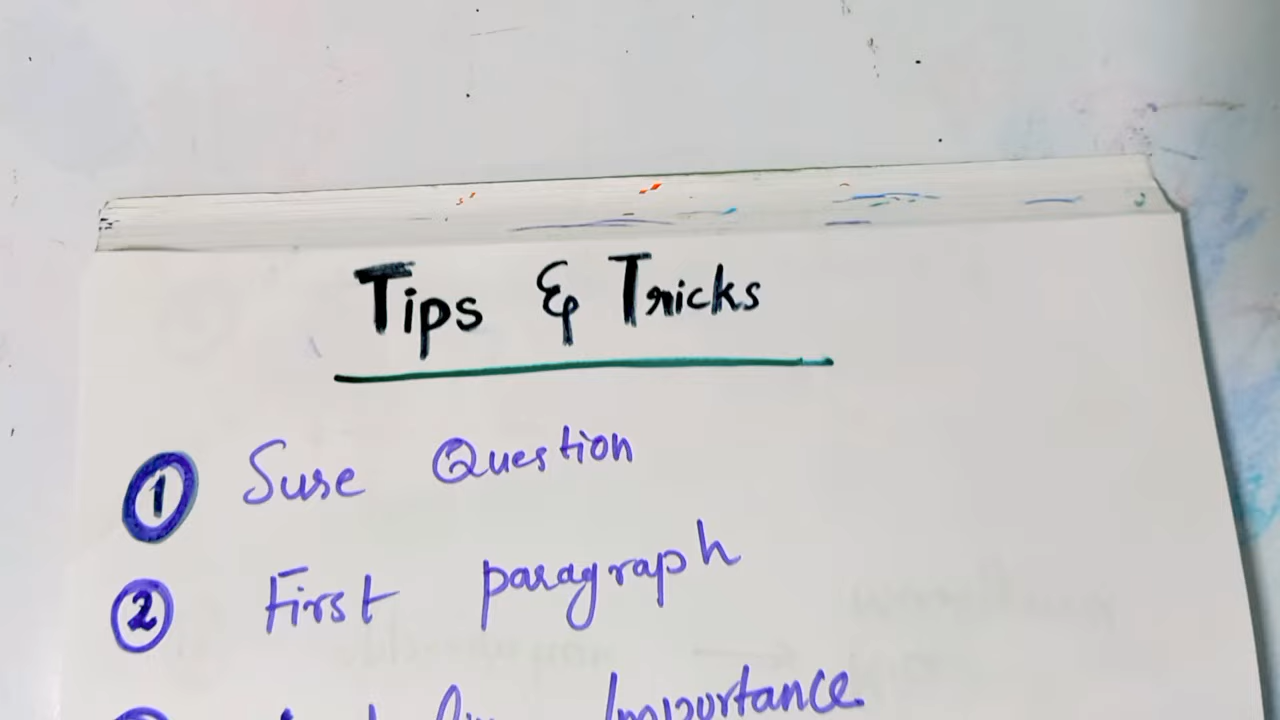 Tips & Tricks
1 Sure Question
2 First paragraph
Importance